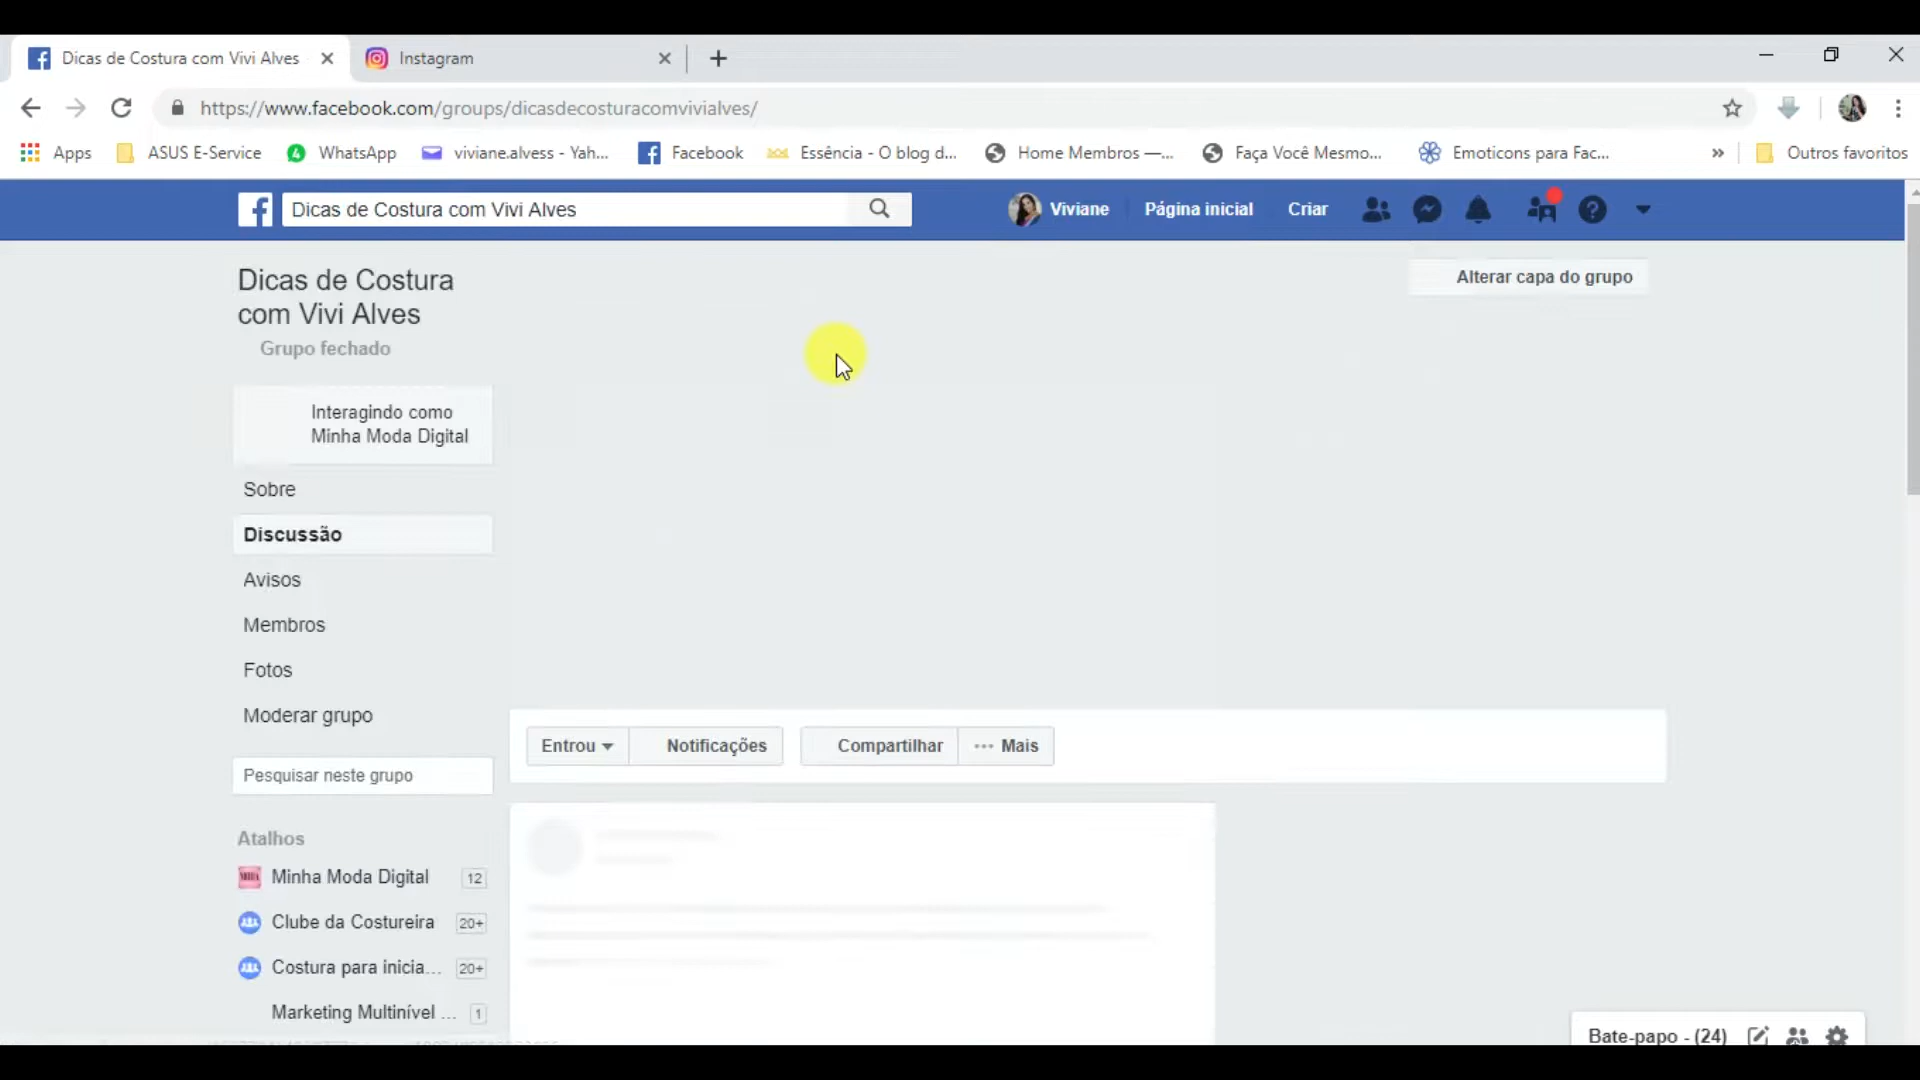 Dicas de Costura com Vivi Alves
Instagram
https://www.facebook.com/groups/dicasdecosturacomvivialves/
Apps
ASUS E-Service
WhatsApp
viviane.alvess - Yah...
Facebook
Essência - O blog d...
Home Membros —...
Faça Você Mesmo...
Emoticons para Fac...
»
Outros favoritos
Dicas de Costura com Vivi Alves
Viviane
Página inicial
Criar
Dicas de Costura
com Vivi Alves
Grupo fechado
Alterar capa do grupo
Interagindo como
Minha Moda Digital
Sobre
Discussão
Avisos
Membros
Fotos
Moderar grupo
Entrou
Notificações
Compartilhar
··· Mais
Pesquisar neste grupo
Atalhos
Minha Moda Digital 12
Clube da Costureira 20+
Costura para inicia... 20+
Marketing Multinível ... 1
Bate-papo - (24)